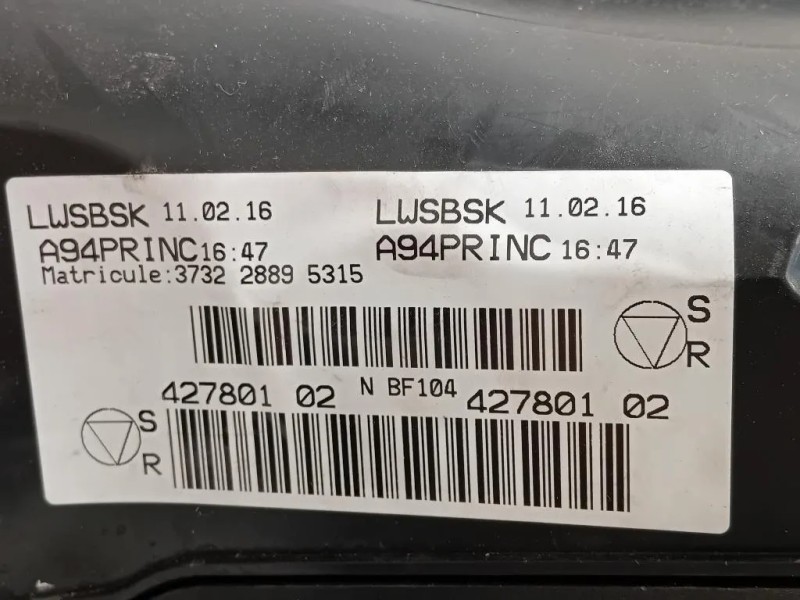 LWSBSK 11.02.16 LWSBSK 11.02.16
A94PRINC 16:47 A94PRINC 16:47
Matricule:3732 2889 5315
S
R
427801 02 N BF104 427801 02
S
R